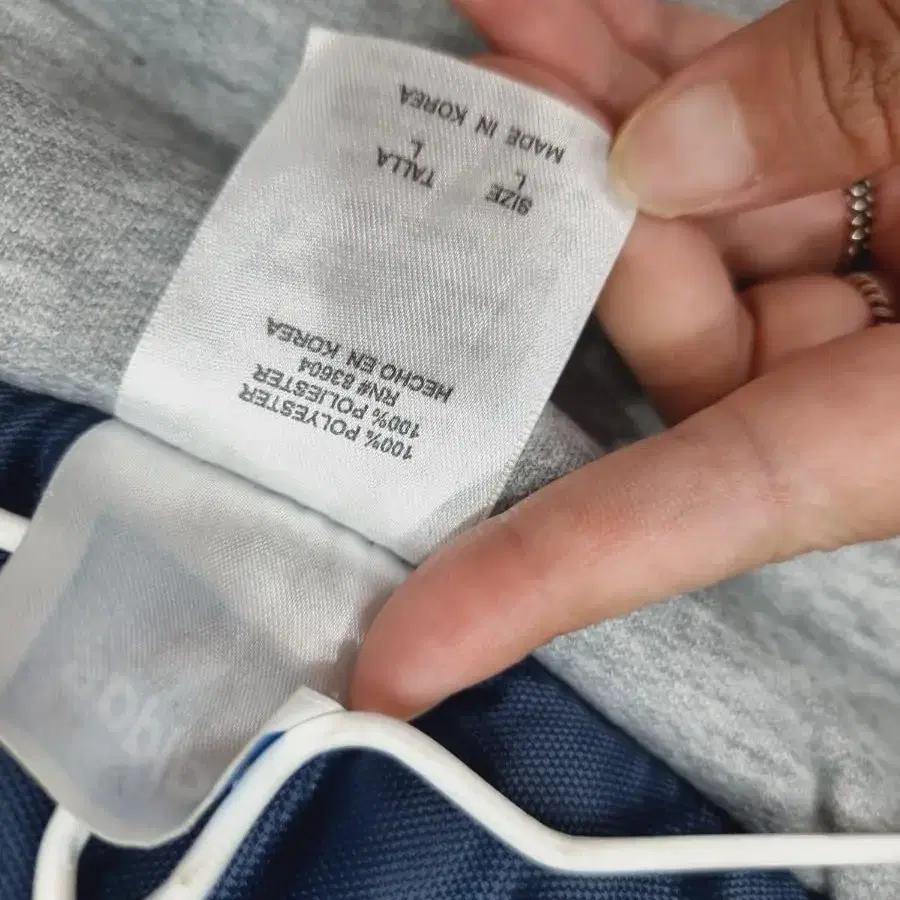 100% POLYESTER
100% POLIESTER
RN# 83604
HECHO EN KOREA
SIZE TALLA
L L
MADE IN KOREA